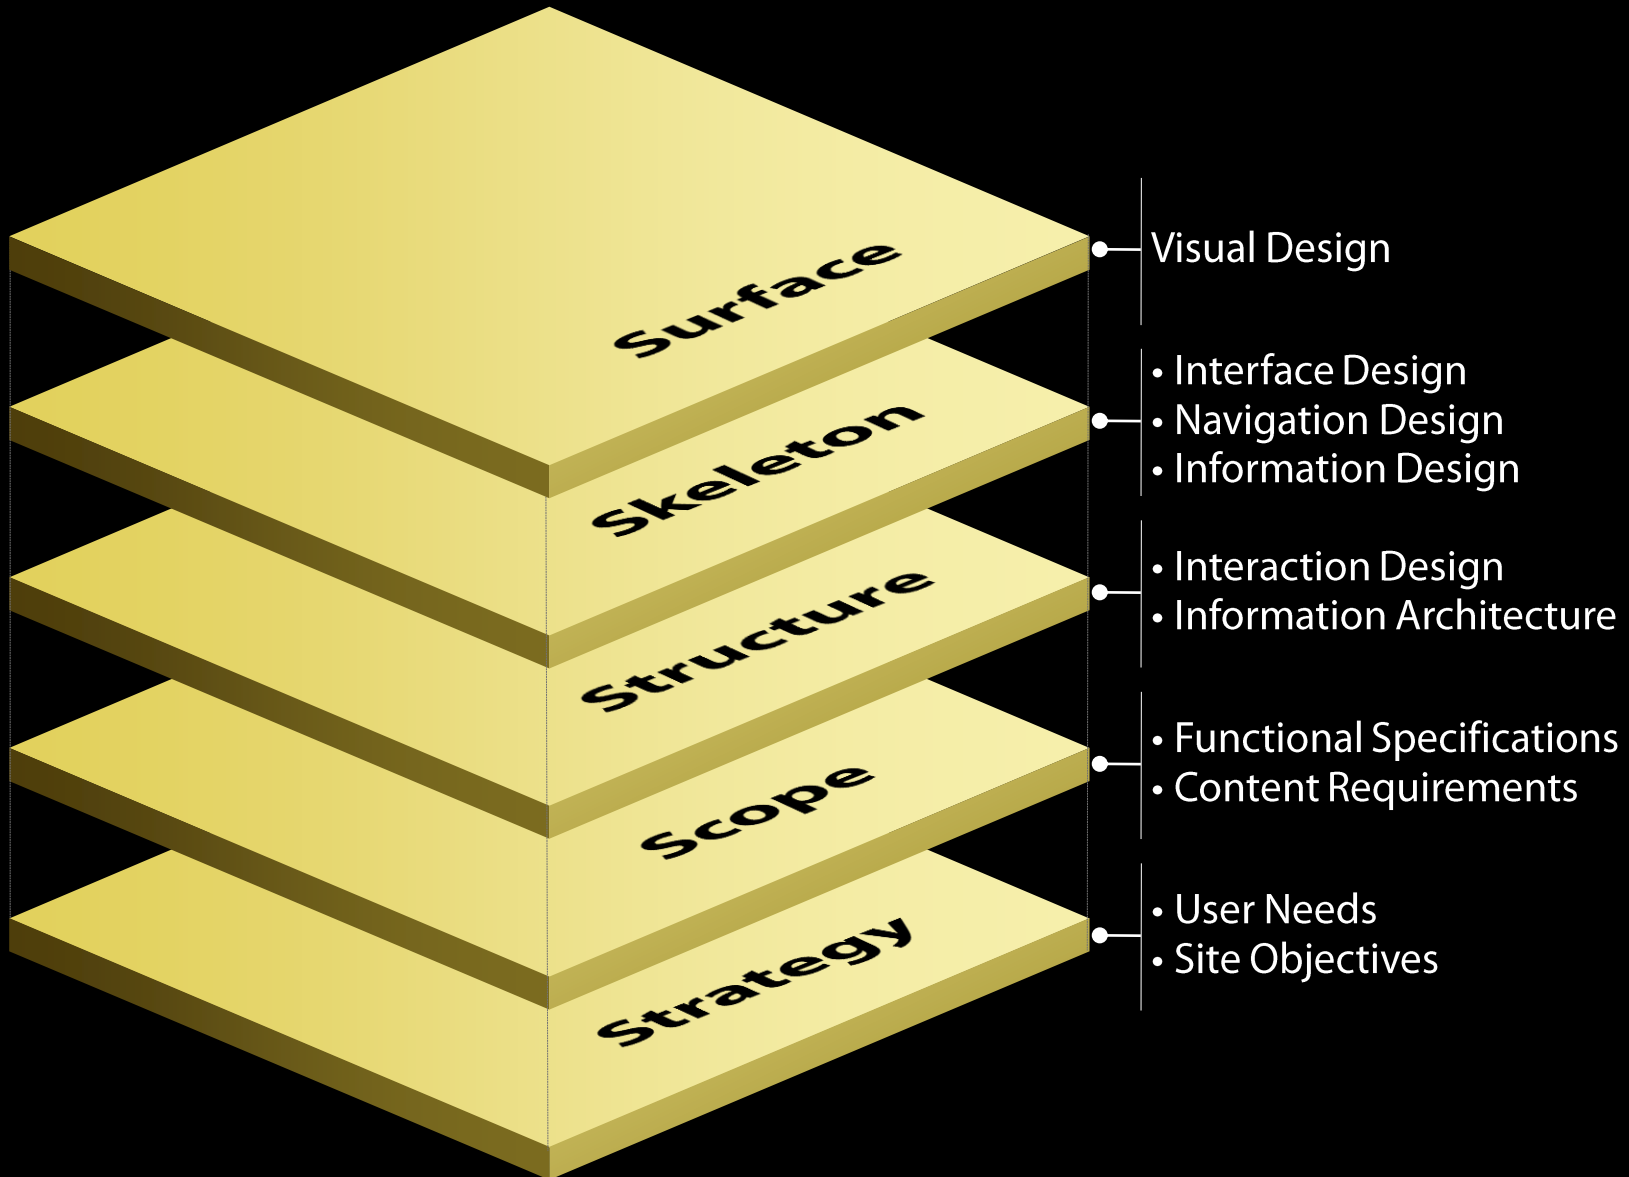 Surface
Visual Design
Skeleton
• Interface Design
• Navigation Design
• Information Design
Structure
• Interaction Design
• Information Architecture
Scope
• Functional Specifications
• Content Requirements
Strategy
• User Needs
• Site Objectives